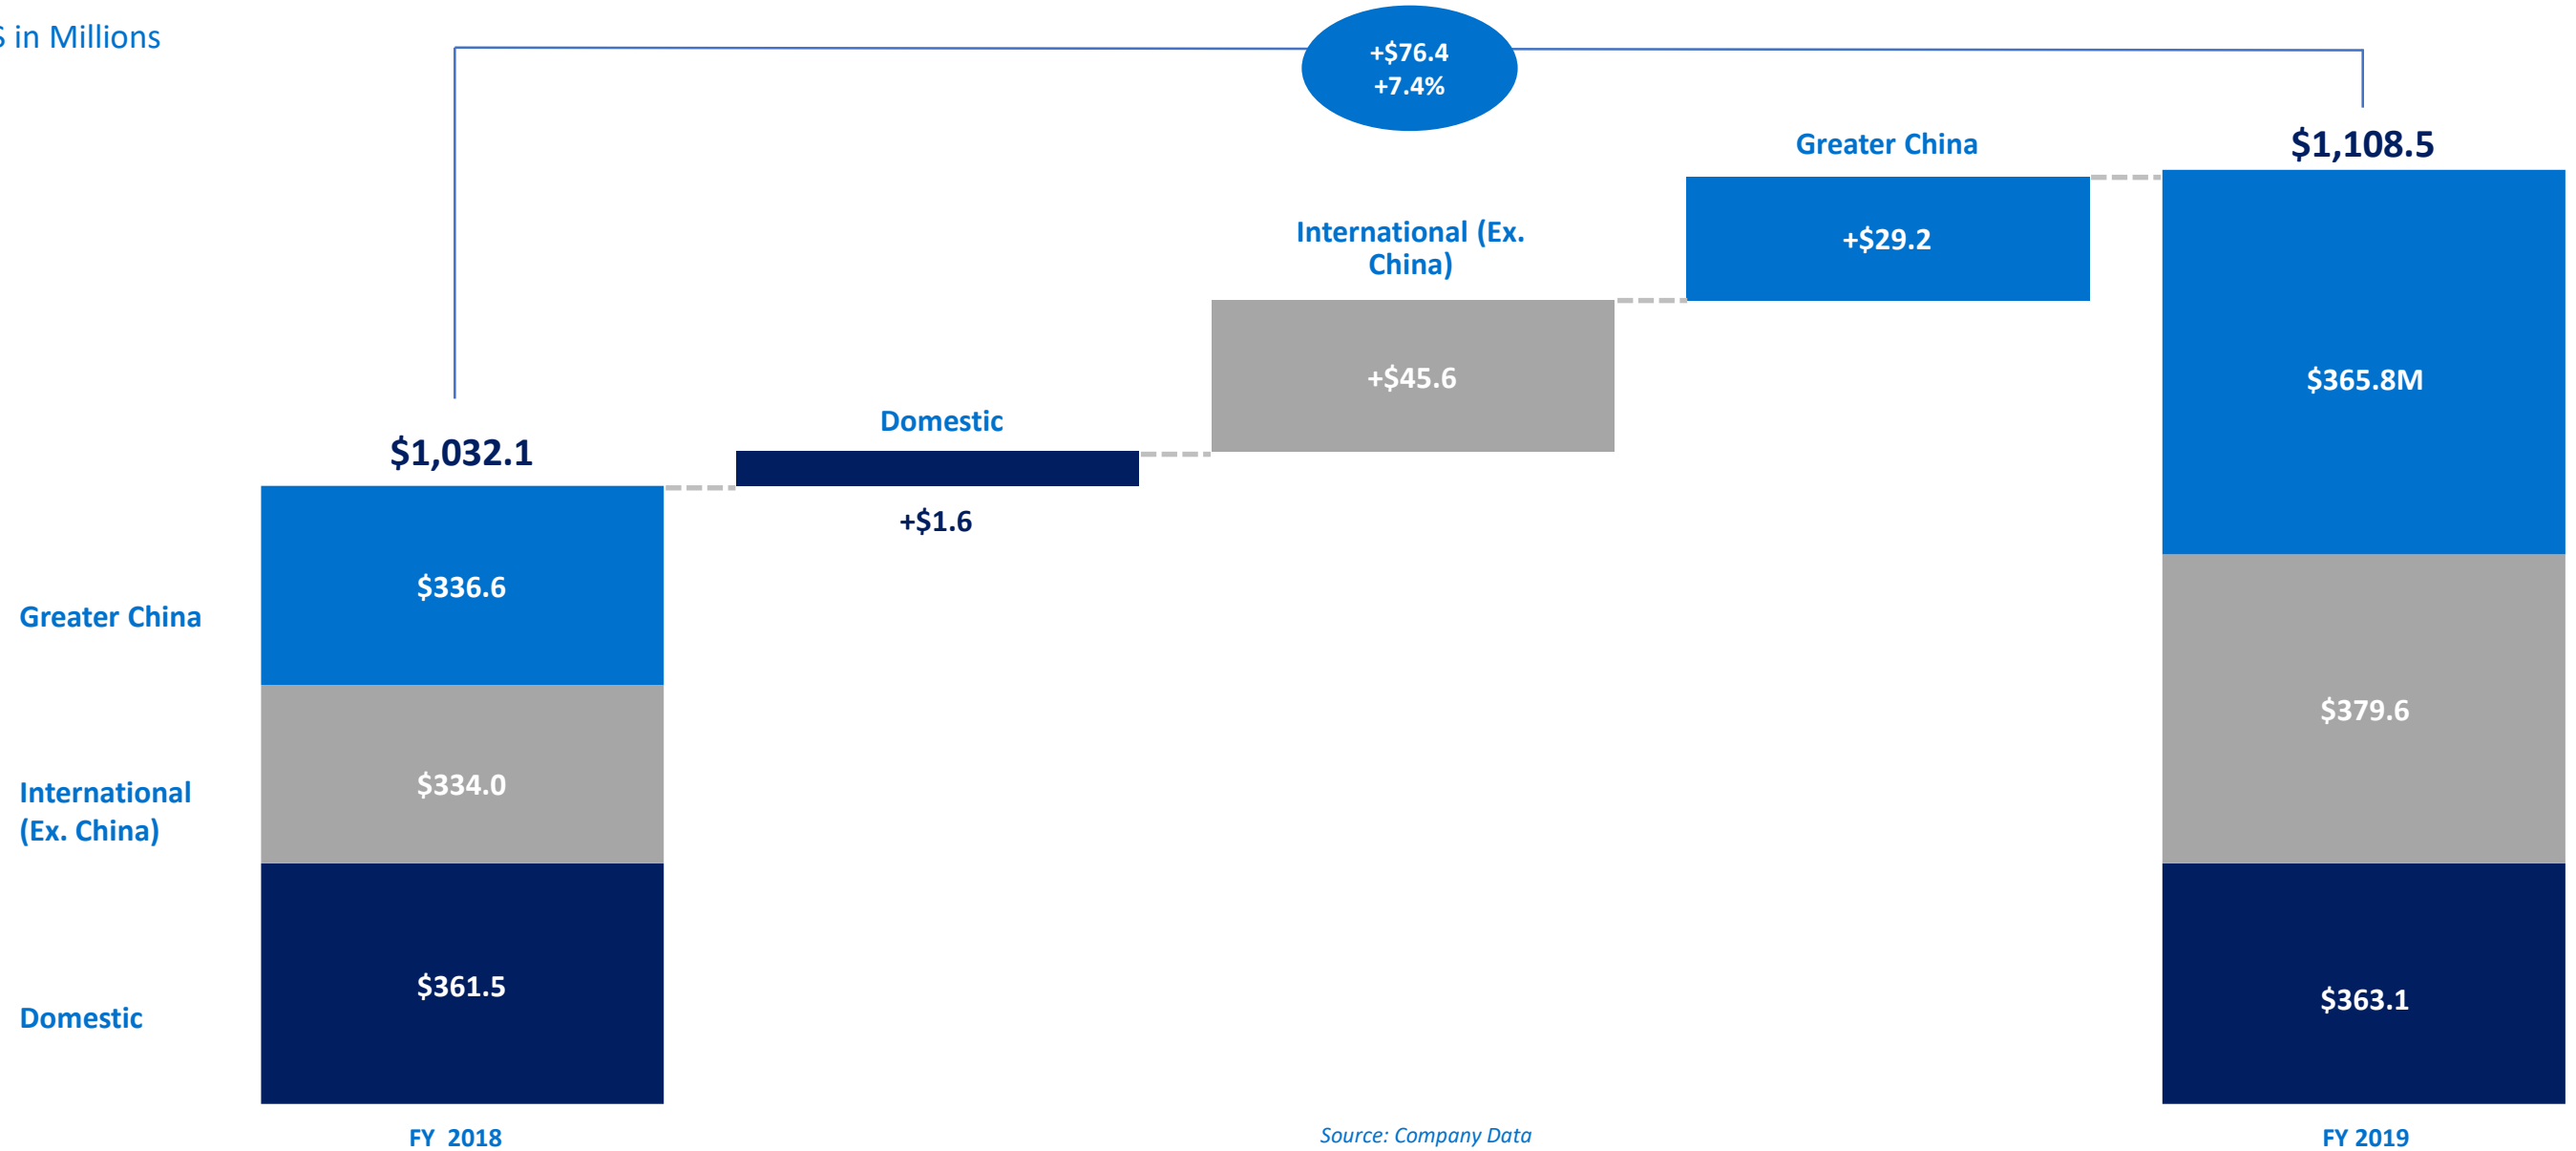 $ in Millions
+$76.4
+7.4%
Greater China
$1,108.5
International (Ex.
China)
+$29.2
+$45.6
$365.8M
Domestic
$1,032.1
+$1.6
$336.6
Greater China
$379.6
$334.0
International
(Ex. China)
$361.5
$363.1
Domestic
FY 2018
Source: Company Data
FY 2019